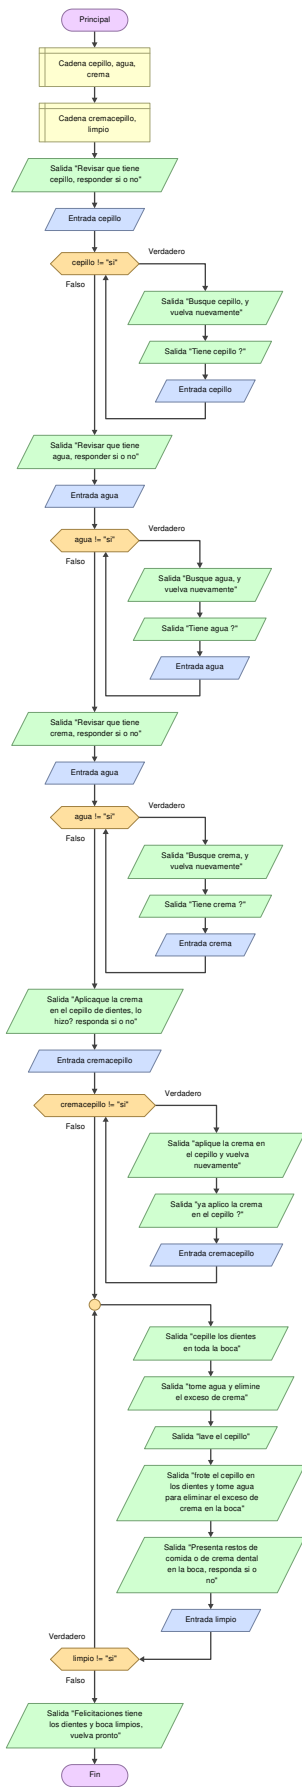 Principal
Cadena cepillo, agua,
crema
Cadena cremacepillo,
limpio
Salida "Revisar que tiene
cepillo, responder si o no"
Entrada cepillo
Verdadero
cepillo != "si"
Falso
Salida "Busque cepillo, y
vuelva nuevamente"
Salida "Tiene cepillo ?"
Entrada cepillo
Salida "Revisar que tiene
agua, responder si o no"
Entrada agua
Verdadero
agua != "si"
Falso
Salida "Busque agua, y
vuelva nuevamente"
Salida "Tiene agua ?"
Entrada agua
Salida "Revisar que tiene
crema, responder si o no"
Entrada agua
Verdadero
agua != "si"
Falso
Salida "Busque crema, y
vuelva nuevamente"
Salida "Tiene crema ?"
Entrada crema
Salida "Aplicaque la crema
en el cepillo de dientes, lo
hizo? responda si o no"
Entrada cremacepillo
Verdadero
cremacepillo != "si"
Falso
Salida "aplique la crema en
el cepillo y vuelva
nuevamente"
Salida "ya aplico la crema
en el cepillo ?"
Entrada cremacepillo
Salida "cepille los dientes
en toda la boca"
Salida "tome agua y elimine
el exceso de crema"
Salida "lave el cepillo"
Salida "frote el cepillo en
los dientes y tome agua
para eliminar el exceso de
crema en la boca"
Salida "Presenta restos de
comida o de crema dental
en la boca, responda si o
no"
Entrada limpio
Verdadero
limpio != "si"
Falso
Salida "Felicitaciones tiene
los dientes y boca limpios,
vuelva pronto"
Fin